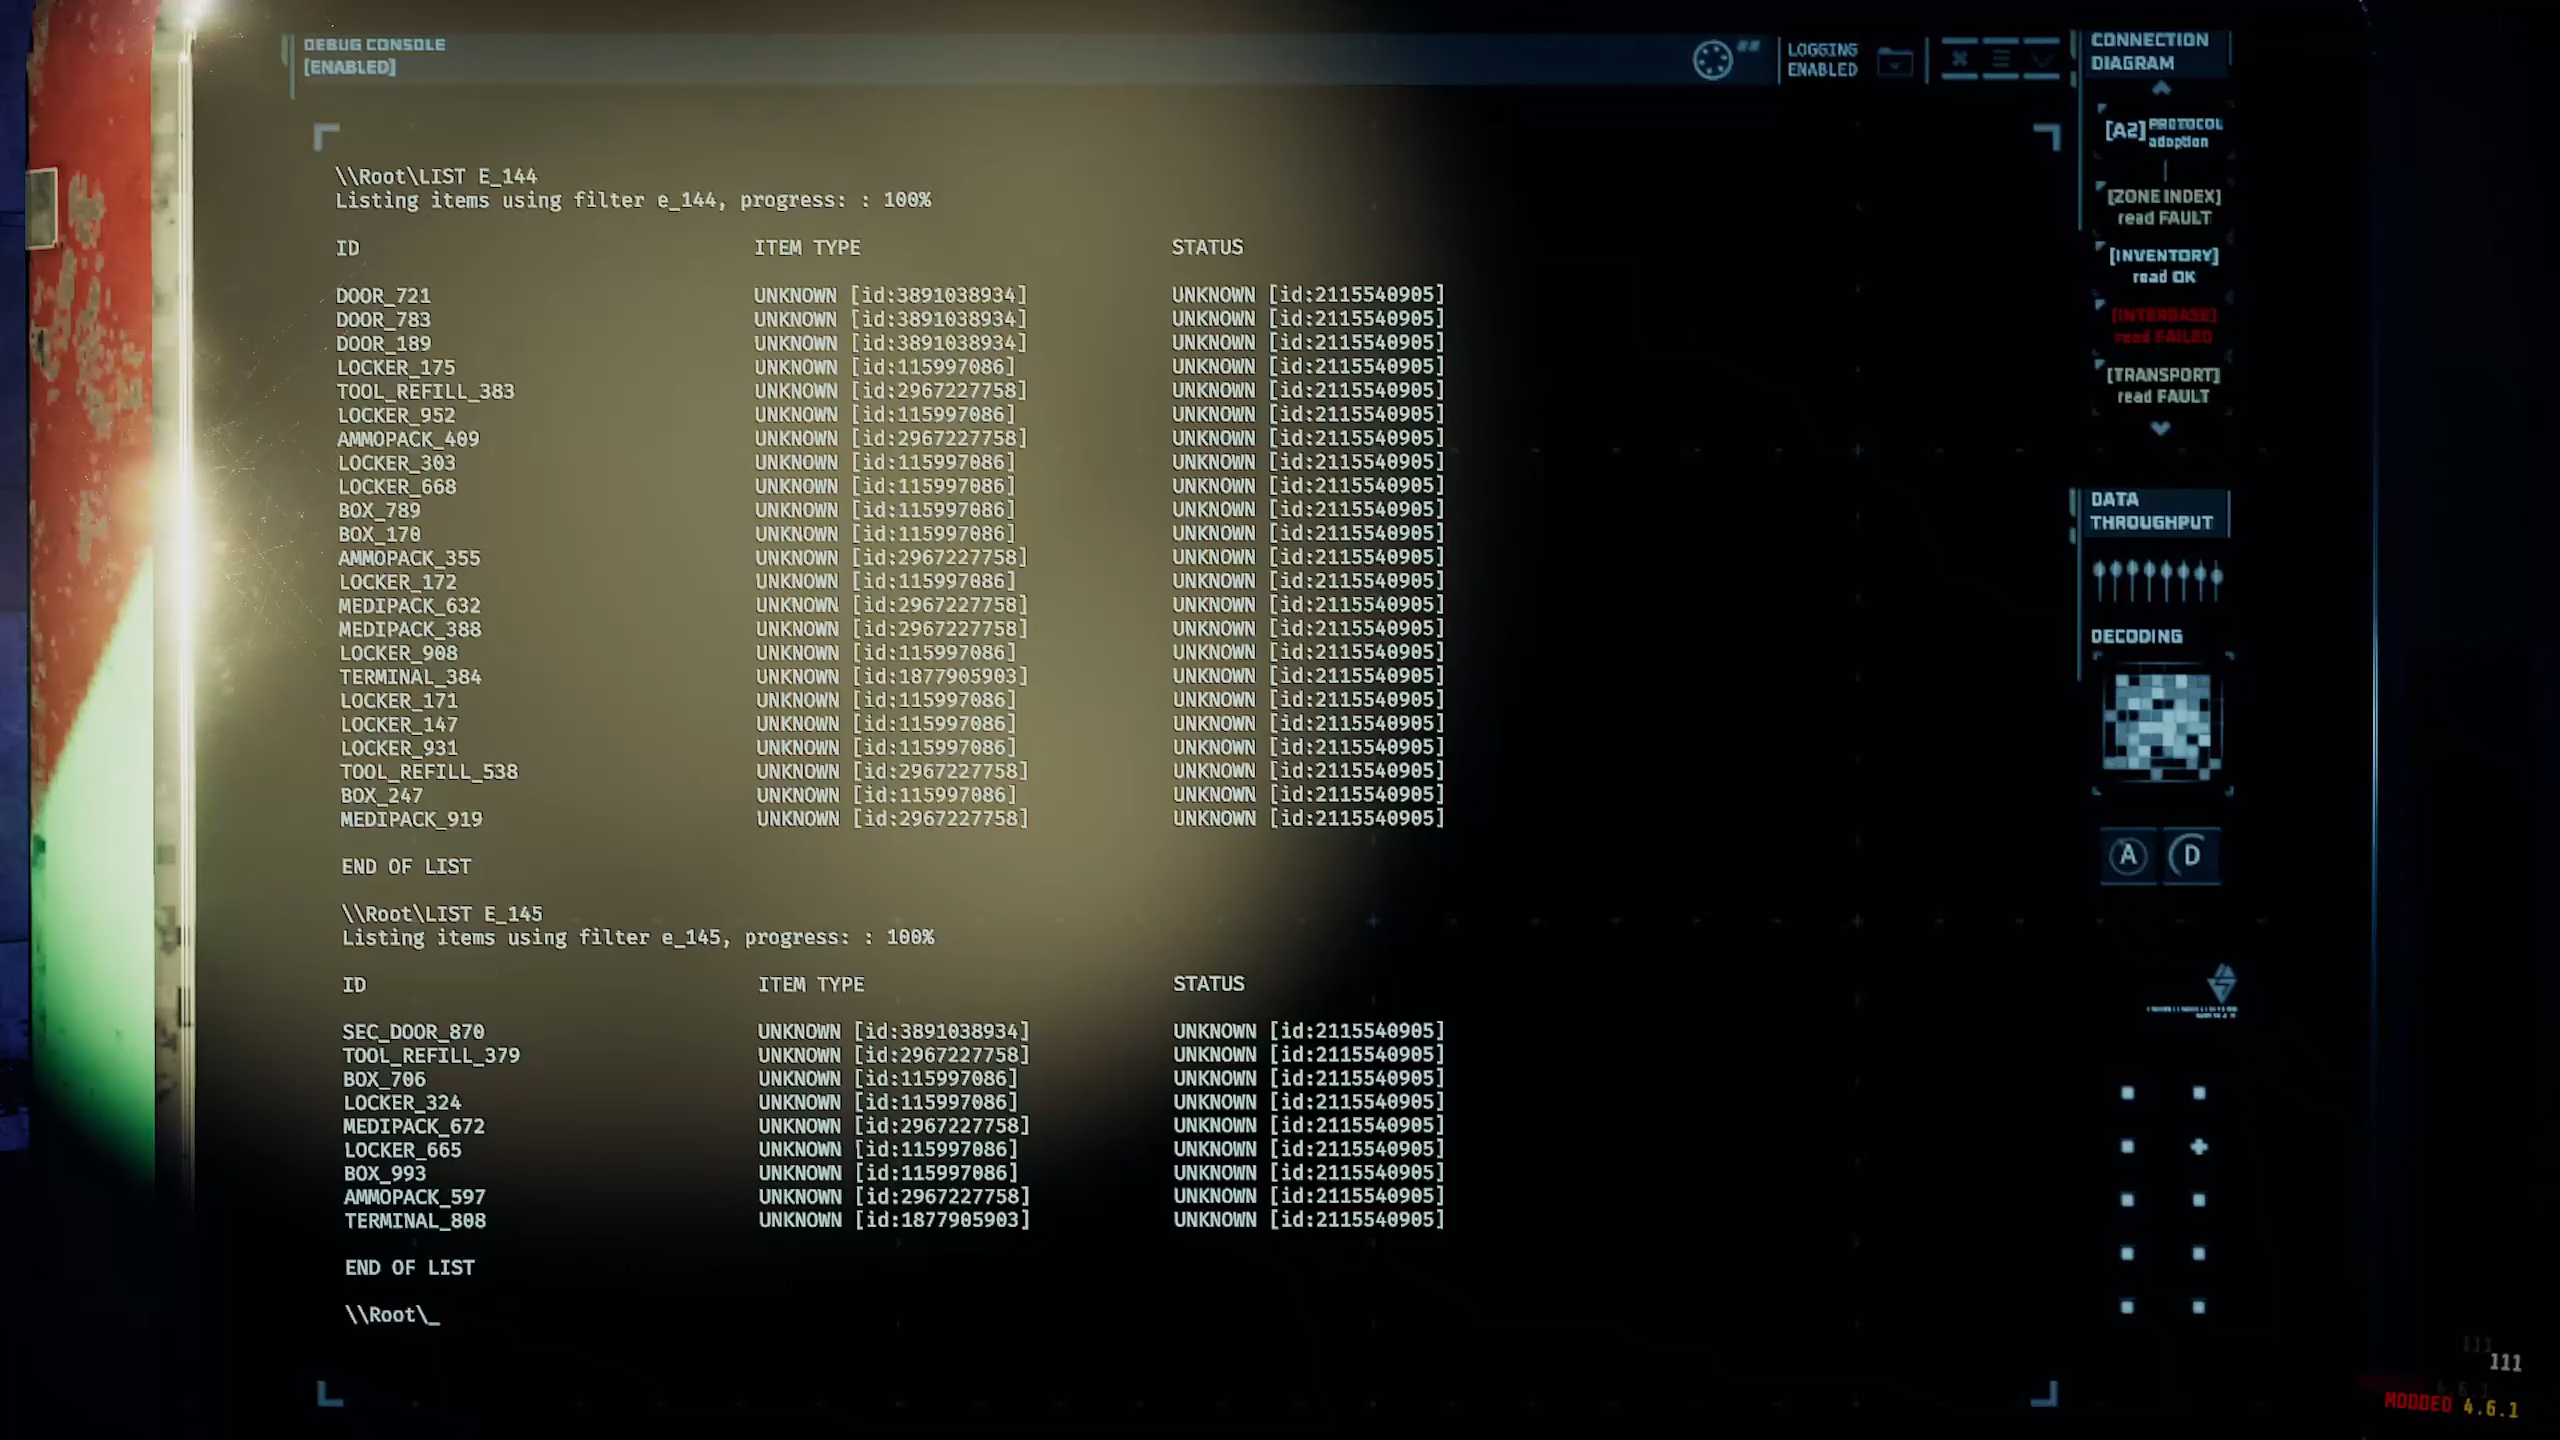 DEBUG CONSOLE
[ENABLED]
LOGGING
ENABLED
\\Root\LIST E_144
Listing items using filter e_144, progress: : 100%
ID ITEM TYPE STATUS
DOOR_721 UNKNOWN [id:3891038934] UNKNOWN [id:2115540905]
DOOR_783 UNKNOWN [id:3891038934] UNKNOWN [id:2115540905]
DOOR_189 UNKNOWN [id:3891038934] UNKNOWN [id:2115540905]
LOCKER_175 UNKNOWN [id:115997086] UNKNOWN [id:2115540905]
TOOL_REFILL_383 UNKNOWN [id:2967227758] UNKNOWN [id:2115540905]
LOCKER_952 UNKNOWN [id:115997086] UNKNOWN [id:2115540905]
AMMOPACK_409 UNKNOWN [id:2967227758] UNKNOWN [id:2115540905]
LOCKER_303 UNKNOWN [id:115997086] UNKNOWN [id:2115540905]
LOCKER_668 UNKNOWN [id:115997086] UNKNOWN [id:2115540905]
BOX_789 UNKNOWN [id:115997086] UNKNOWN [id:2115540905]
BOX_170 UNKNOWN [id:115997086] UNKNOWN [id:2115540905]
AMMOPACK_355 UNKNOWN [id:2967227758] UNKNOWN [id:2115540905]
LOCKER_172 UNKNOWN [id:115997086] UNKNOWN [id:2115540905]
MEDIPACK_632 UNKNOWN [id:2967227758] UNKNOWN [id:2115540905]
MEDIPACK_388 UNKNOWN [id:2967227758] UNKNOWN [id:2115540905]
LOCKER_908 UNKNOWN [id:115997086] UNKNOWN [id:2115540905]
TERMINAL_384 UNKNOWN [id:1877905903] UNKNOWN [id:2115540905]
LOCKER_171 UNKNOWN [id:115997086] UNKNOWN [id:2115540905]
LOCKER_147 UNKNOWN [id:115997086] UNKNOWN [id:2115540905]
LOCKER_931 UNKNOWN [id:115997086] UNKNOWN [id:2115540905]
TOOL_REFILL_538 UNKNOWN [id:2967227758] UNKNOWN [id:2115540905]
BOX_247 UNKNOWN [id:115997086] UNKNOWN [id:2115540905]
MEDIPACK_919 UNKNOWN [id:2967227758] UNKNOWN [id:2115540905]
END OF LIST
\\Root\LIST E_145
Listing items using filter e_145, progress: : 100%
ID ITEM TYPE STATUS
SEC_DOOR_870 UNKNOWN [id:3891038934] UNKNOWN [id:2115540905]
TOOL_REFILL_379 UNKNOWN [id:2967227758] UNKNOWN [id:2115540905]
BOX_706 UNKNOWN [id:115997086] UNKNOWN [id:2115540905]
LOCKER_324 UNKNOWN [id:115997086] UNKNOWN [id:2115540905]
MEDIPACK_672 UNKNOWN [id:2967227758] UNKNOWN [id:2115540905]
LOCKER_665 UNKNOWN [id:115997086] UNKNOWN [id:2115540905]
BOX_993 UNKNOWN [id:115997086] UNKNOWN [id:2115540905]
AMMOPACK_597 UNKNOWN [id:2967227758] UNKNOWN [id:2115540905]
TERMINAL_808 UNKNOWN [id:1877905903] UNKNOWN [id:2115540905]
END OF LIST
\\Root\_
CONNECTION
DIAGRAM
[A2] PROTOCOL
adoption
[ZONE INDEX]
read FAULT
[INVENTORY]
read OK
[INTERBASE]
read FAILED
[TRANSPORT]
read FAULT
DATA
THROUGHPUT
DECODING
A D
111
MODDED 4.6.1